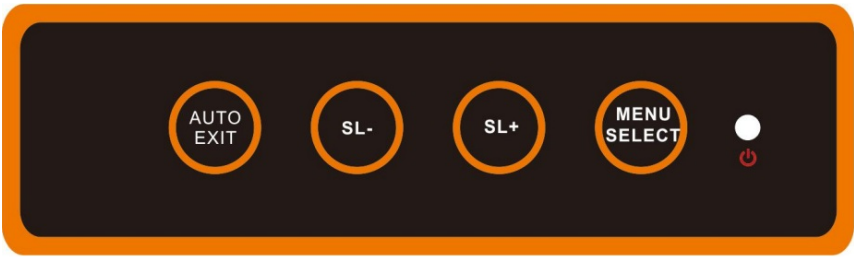 AUTO
EXIT
SL-
SL+
MENU
SELECT